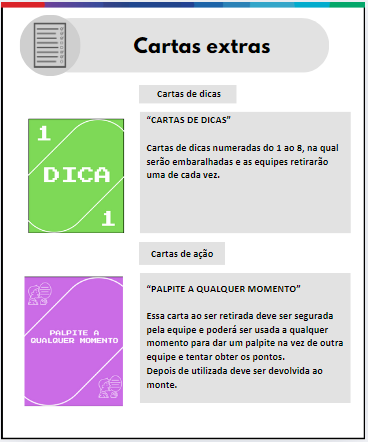 Cartas extras
Cartas de dicas
1
DICA
1
“CARTAS DE DICAS”
Cartas de dicas numeradas do 1 ao 8, na qual
serão embaralhadas e as equipes retirarão
uma de cada vez.
Cartas de ação
PALPITE A
QUALQUER MOMENTO
“PALPITE A QUALQUER MOMENTO”
Essa carta ao ser retirada deve ser segurada
pela equipe e poderá ser usada a qualquer
momento para dar um palpite na vez de outra
equipe e tentar obter os pontos.
Depois de utilizada deve ser devolvida ao
monte.